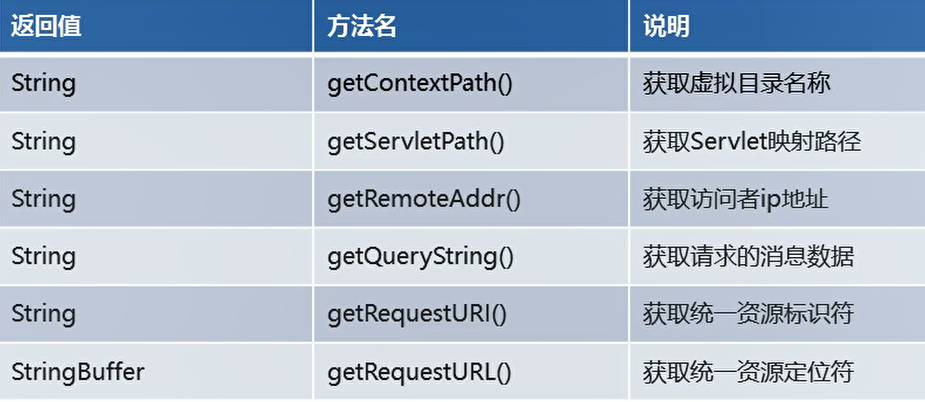 返回值 方法名 说明
String getContextPath() 获取虚拟目录名称
String getServletPath() 获取Servlet映射路径
String getRemoteAddr() 获取访问者ip地址
String getQueryString() 获取请求的消息数据
String getRequestURI() 获取统一资源标识符
StringBuffer getRequestURL() 获取统一资源定位符